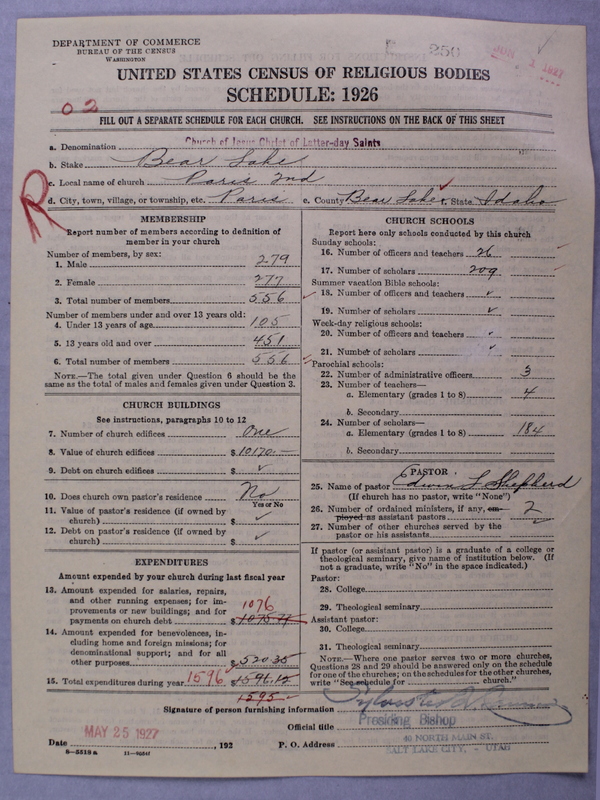 DEPARTMENT OF COMMERCE
BUREAU OF THE CENSUS
WASHINGTON
250
JUN 1 1927
UNITED STATES CENSUS OF RELIGIOUS BODIES
SCHEDULE: 1926
02
FILL OUT A SEPARATE SCHEDULE FOR EACH CHURCH. SEE INSTRUCTIONS ON THE BACK OF THIS SHEET
a. Denomination Church of Jesus Christ of Latter-day Saints
b. Stake Bear Lake
c. Local name of church Paris 2nd
R
d. City, town, village, or township, etc. Paris e. County Bear Lake f. State Idaho
MEMBERSHIP
Report number of members according to definition of
member in your church
Number of members, by sex:
1. Male 279
2. Female 277
3. Total number of members 556
Number of members under and over 13 years old:
4. Under 13 years of age 105
5. 13 years old and over 451
6. Total number of members 556
NOTE.—The total given under Question 6 should be the
same as the total of males and females given under Question 3.
CHURCH BUILDINGS
See instructions, paragraphs 10 to 12
7. Number of church edifices One
8. Value of church edifices $10170.—
9. Debt on church edifices $ ✓
10. Does church own pastor's residence No
Yes or No
11. Value of pastor's residence (if owned by
church) $ ✓
12. Debt on pastor's residence (if owned by
church) $ ✓
EXPENDITURES
Amount expended by your church during last fiscal year
13. Amount expended for salaries, repairs,
and other running expenses; for im-
provements or new buildings; and for 1076
payments on church debt $
14. Amount expended for benevolences, in-
cluding home and foreign missions; for
denominational support; and for all
other purposes $520.35
15. Total expenditures during year 1596 $1596.12
1595
CHURCH SCHOOLS
Report here only schools conducted by this church
Sunday schools:
16. Number of officers and teachers 26
17. Number of scholars 209
Summer vacation Bible schools:
18. Number of officers and teachers ✓
19. Number of scholars ✓
Week-day religious schools:
20. Number of officers and teachers ✓
21. Number of scholars ✓
Parochial schools:
22. Number of administrative officers 3
23. Number of teachers—
a. Elementary (grades 1 to 8) 4
b. Secondary
24. Number of scholars—
a. Elementary (grades 1 to 8) 184
b. Secondary
PASTOR
25. Name of pastor Edwin L Shepherd
(If church has no pastor, write "None")
26. Number of ordained ministers, if any, em-
ployed as assistant pastors 2
27. Number of other churches served by the
pastor or his assistants
If pastor (or assistant pastor) is a graduate of a college or
theological seminary, give name of institution below. (If
not a graduate, write "No" in the space indicated.)
Pastor:
28. College
29. Theological seminary
Assistant pastor:
30. College
31. Theological seminary
NOTE.—Where one pastor serves two or more churches,
Questions 28 and 29 should be answered only on the schedule
for one of the churches; on the schedules for the other churches,
write "See schedule for church."
Signature of person furnishing information Sylvester Q. Cannon
Official title Presiding Bishop
Date MAY 25 1927, 192 P. O. Address 40 NORTH MAIN ST.
SALT LAKE CITY, - UTAH
8—5518 a